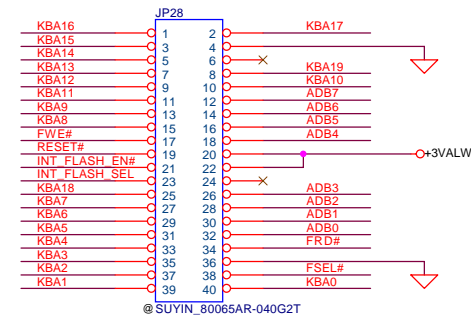 JP28
KBA16 1 2 KBA17
KBA15 3 4
KBA14 5 6
KBA13 7 8 KBA19
KBA12 9 10 KBA10
KBA11 11 12 ADB7
KBA9 13 14 ADB6
KBA8 15 16 ADB5
FWE# 17 18 ADB4
RESET# 19 20 +3VALW
INT_FLASH_EN# 21 22
INT_FLASH_SEL 23 24
KBA18 25 26 ADB3
KBA7 27 28 ADB2
KBA6 29 30 ADB1
KBA5 31 32 ADB0
KBA4 33 34 FRD#
KBA3 35 36
KBA2 37 38 FSEL#
KBA1 39 40 KBA0
@SUYIN_80065AR-040G2T